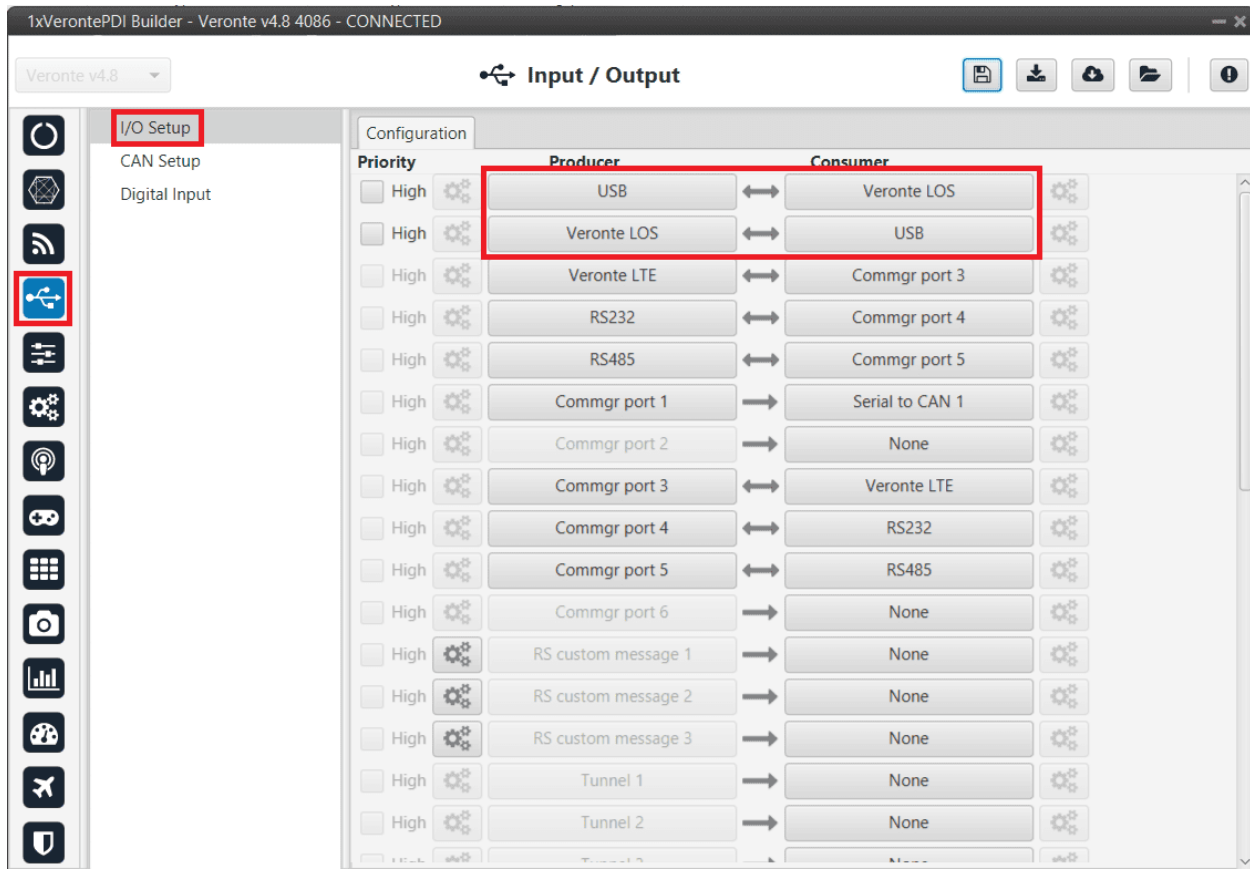 1xVerontePDI Builder - Veronte v4.8 4086 - CONNECTED
Veronte v4.8
Input / Output
I/O Setup
CAN Setup
Digital Input
Configuration
Priority Producer Consumer
High USB Veronte LOS
High Veronte LOS USB
High Veronte LTE Commgr port 3
High RS232 Commgr port 4
High RS485 Commgr port 5
High Commgr port 1 Serial to CAN 1
High Commgr port 2 None
High Commgr port 3 Veronte LTE
High Commgr port 4 RS232
High Commgr port 5 RS485
High Commgr port 6 None
High RS custom message 1 None
High RS custom message 2 None
High RS custom message 3 None
High Tunnel 1 None
High Tunnel 2 None